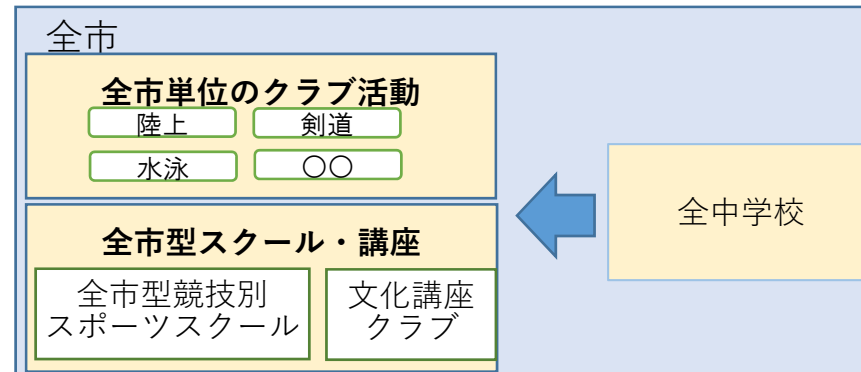 全市
全市単位のクラブ活動
陸上
剣道
水泳
〇〇
全市型スクール・講座
全市型競技別
スポーツスクール
文化講座
クラブ
全中学校